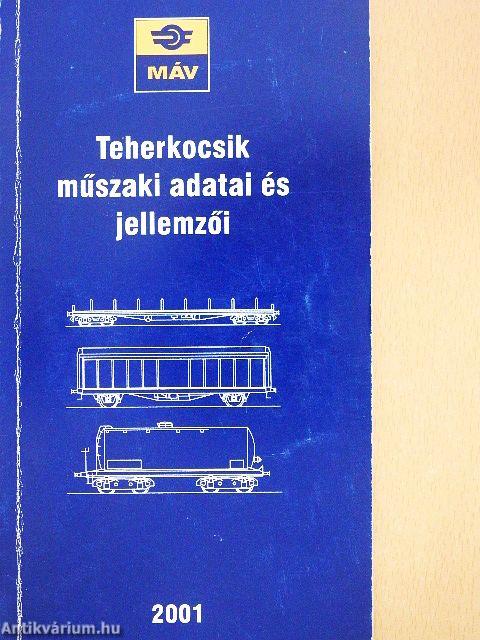 MÁV
Teherkocsik
műszaki adatai és
jellemzői
2001
Antikvárium.hu